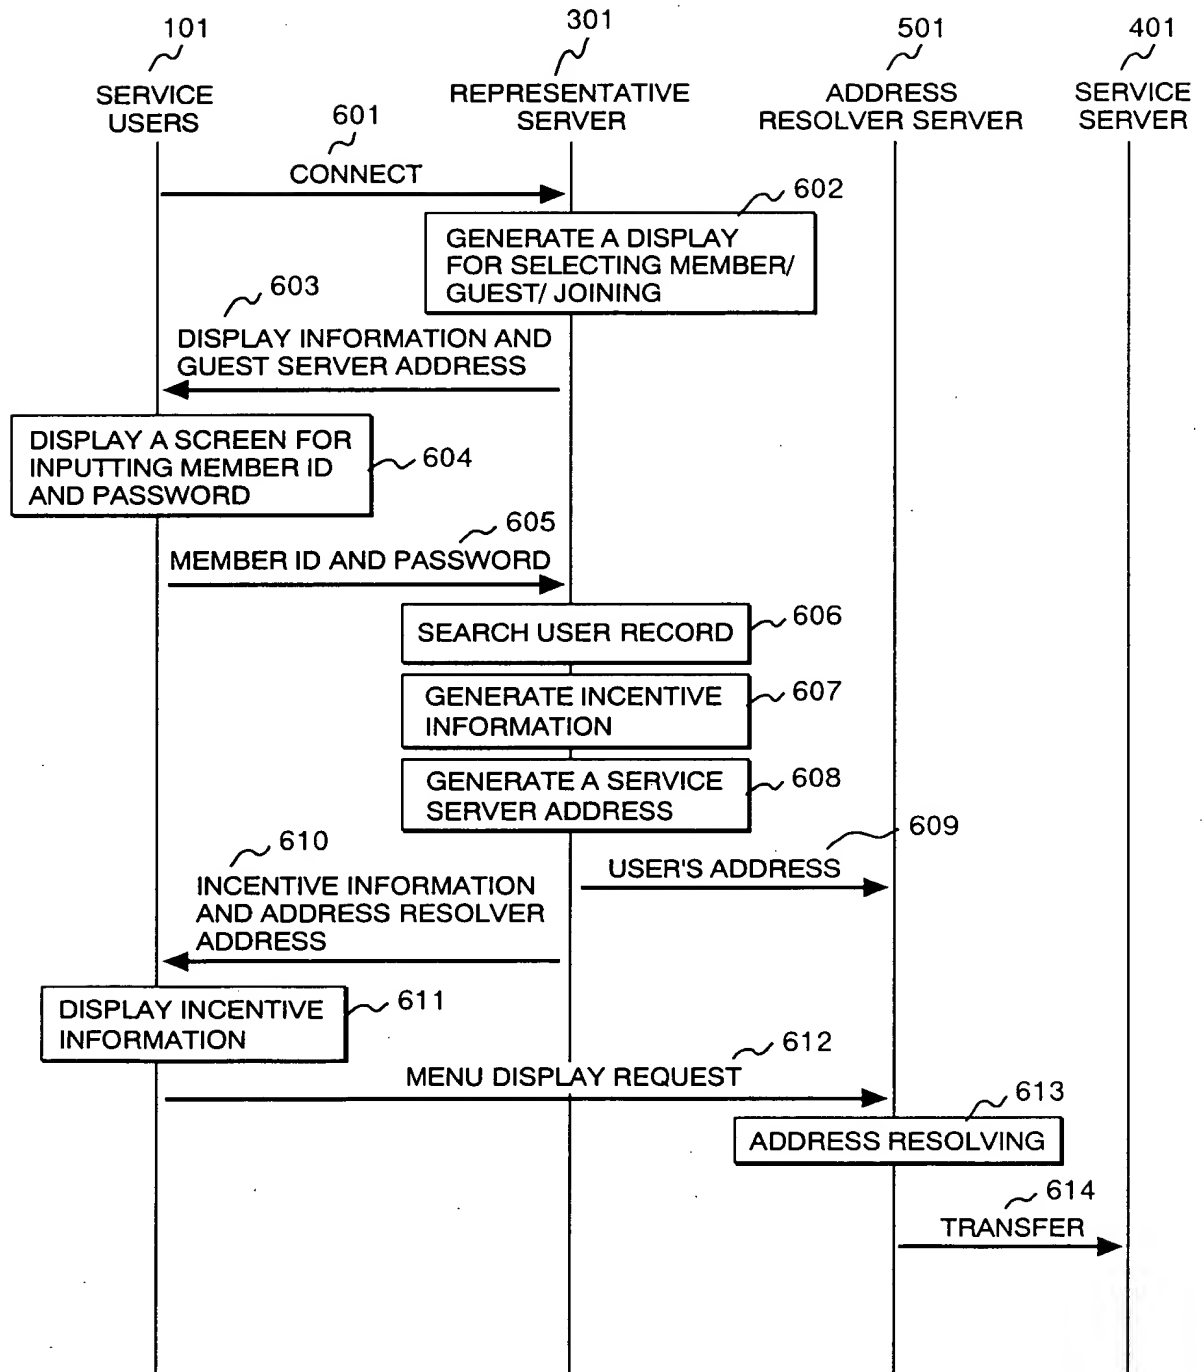 101
301
501
401
SERVICE
USERS
REPRESENTATIVE
SERVER
ADDRESS
RESOLVER SERVER
SERVICE
SERVER
601
CONNECT
602
GENERATE A DISPLAY
FOR SELECTING MEMBER/
GUEST/ JOINING
603
DISPLAY INFORMATION AND
GUEST SERVER ADDRESS
DISPLAY A SCREEN FOR
INPUTTING MEMBER ID
AND PASSWORD
604
605
MEMBER ID AND PASSWORD
SEARCH USER RECORD
606
GENERATE INCENTIVE
INFORMATION
607
GENERATE A SERVICE
SERVER ADDRESS
608
609
USER'S ADDRESS
610
INCENTIVE INFORMATION
AND ADDRESS RESOLVER
ADDRESS
DISPLAY INCENTIVE
INFORMATION
611
612
MENU DISPLAY REQUEST
613
ADDRESS RESOLVING
614
TRANSFER